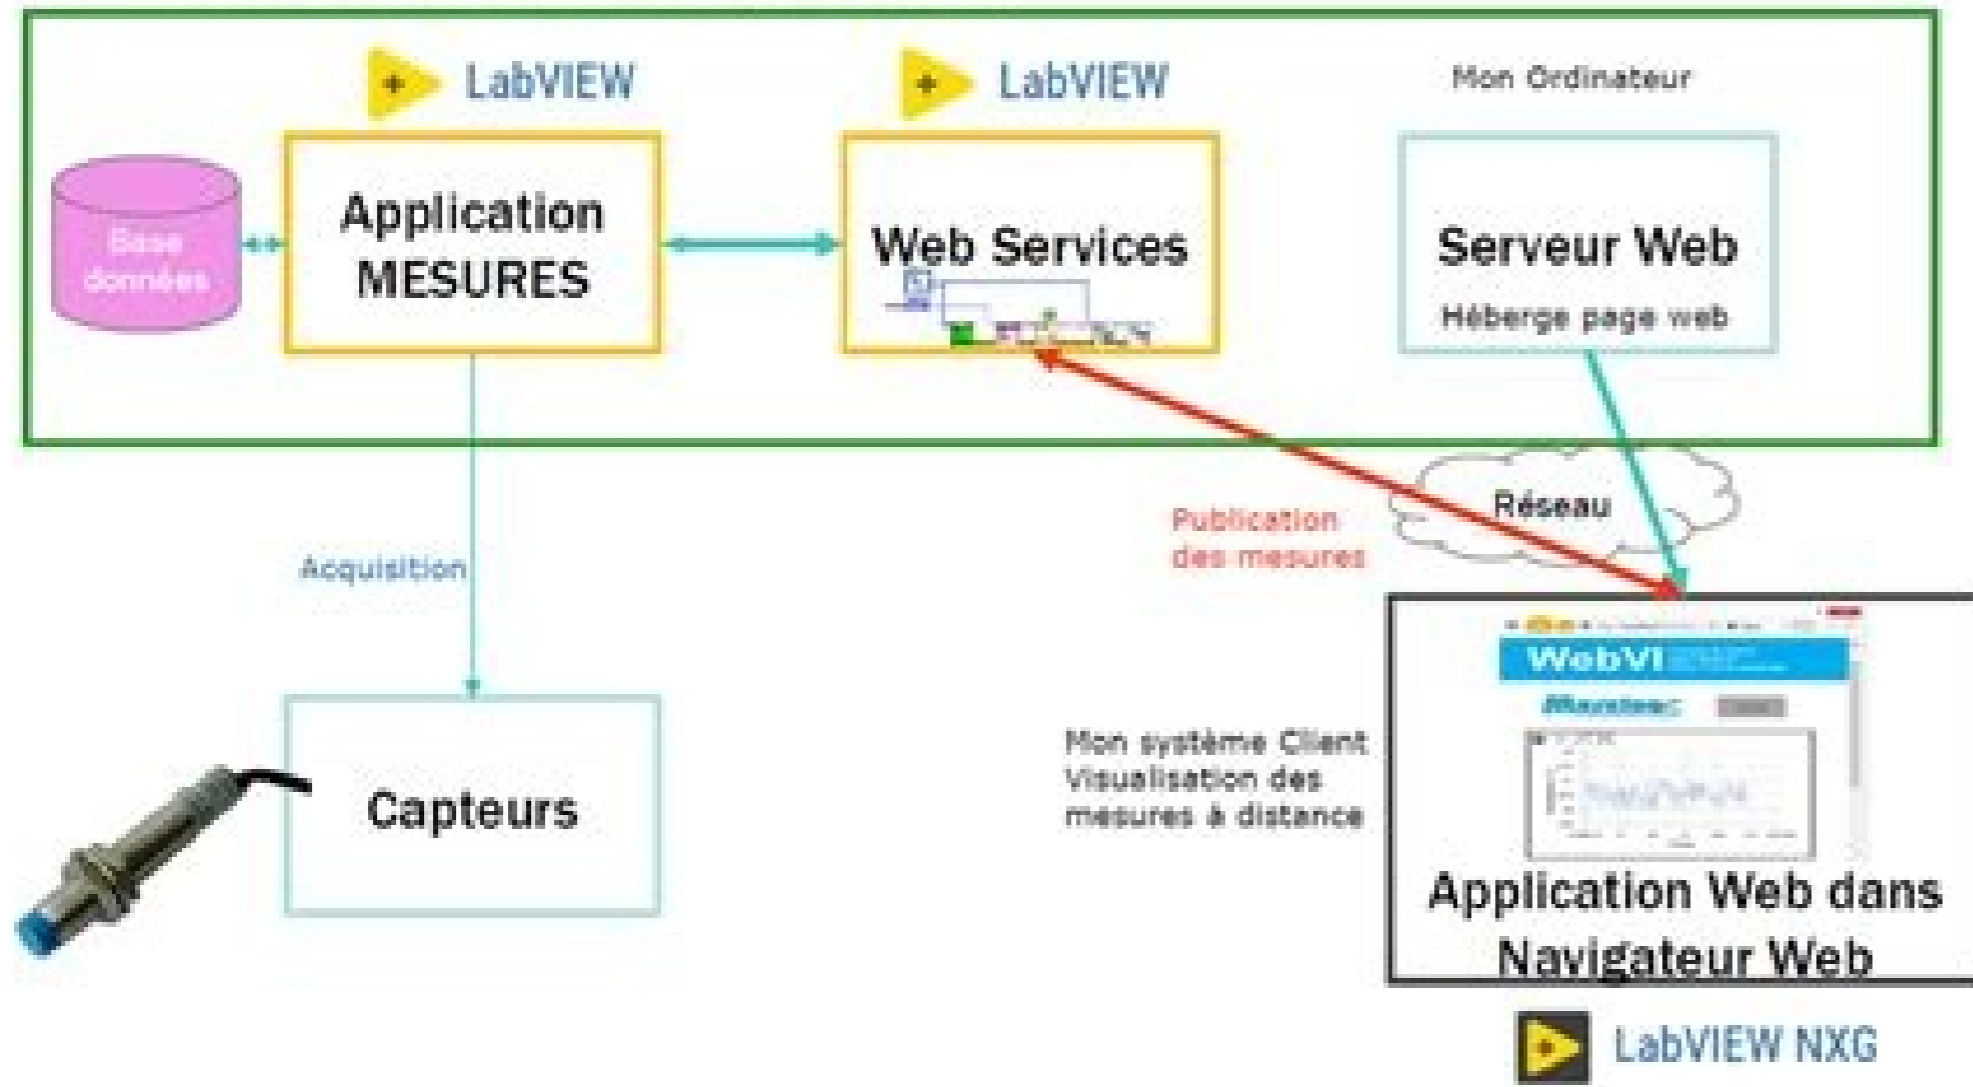 LabVIEW
LabVIEW
Mon Ordinateur
Base
données
Application
MESURES
Web Services
Serveur Web
Héberge page web
Acquisition
Publication
des mesures
Réseau
Capteurs
Mon système Client
Visualisation des
mesures à distance
WebVI
Application Web dans
Navigateur Web
LabVIEW NXG